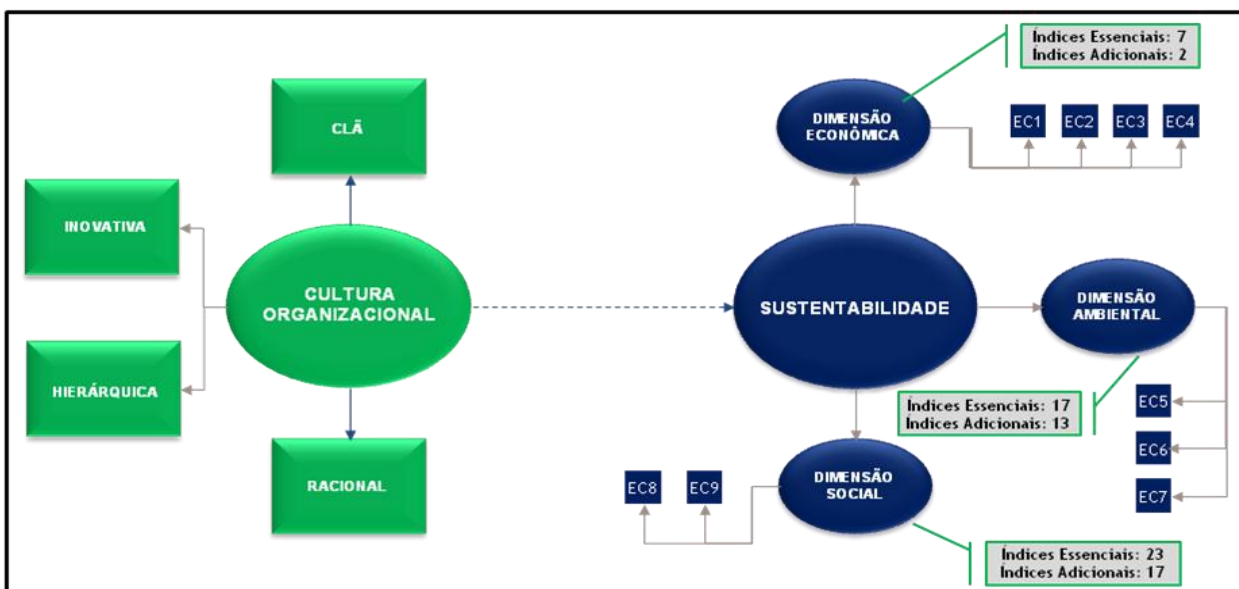 Índices Essenciais: 7
Índices Adicionais: 2
CLÃ
DIMENSÃO
ECONÔMICA
EC1 EC2 EC3 EC4
INOVATIVA
CULTURA
ORGANIZACIONAL
SUSTENTABILIDADE
DIMENSÃO
AMBIENTAL
HIERÁRQUICA
Índices Essenciais: 17
Índices Adicionais: 13
EC5
EC6
EC7
RACIONAL
DIMENSÃO
SOCIAL
EC8 EC9
Índices Essenciais: 23
Índices Adicionais: 17